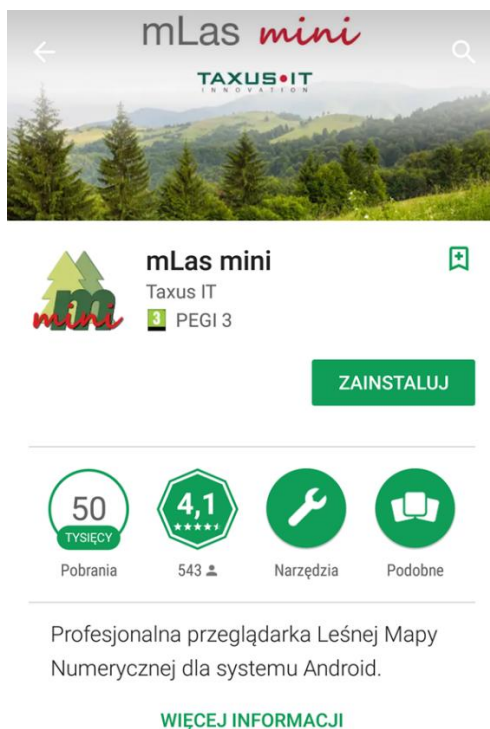 mLas mini
TAXUS•IT
INNOVATION
mini
m
mLas mini
Taxus IT
3 PEGI 3
ZAINSTALUJ
50
TYSIĘCY
Pobrania
4,1
543
Narzędzia
Podobne
Profesjonalna przeglądarka Leśnej Mapy
Numerycznej dla systemu Android.
WIĘCEJ INFORMACJI